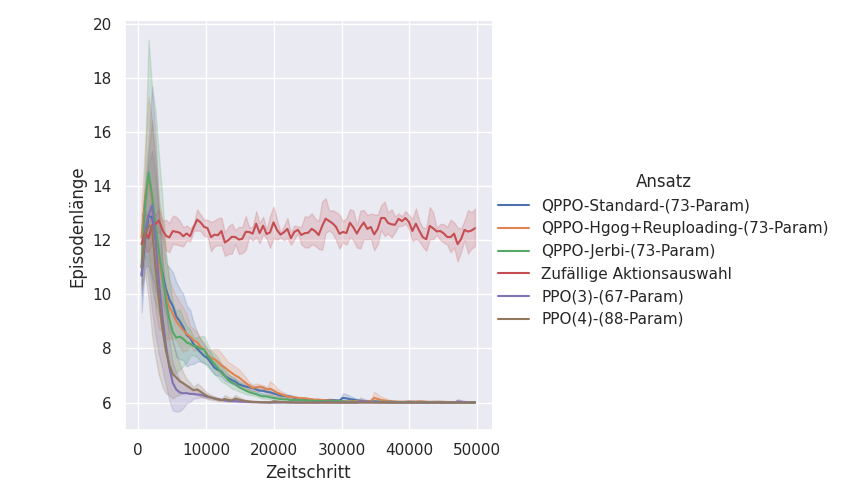 20
18
16
14
12
10
8
6
Episodenlänge
0 10000 20000 30000 40000 50000
Zeitschritt
Ansatz
QPPO-Standard-(73-Param)
QPPO-Hgog+Reuploading-(73-Param)
QPPO-Jerbi-(73-Param)
Zufällige Aktionsauswahl
PPO(3)-(67-Param)
PPO(4)-(88-Param)